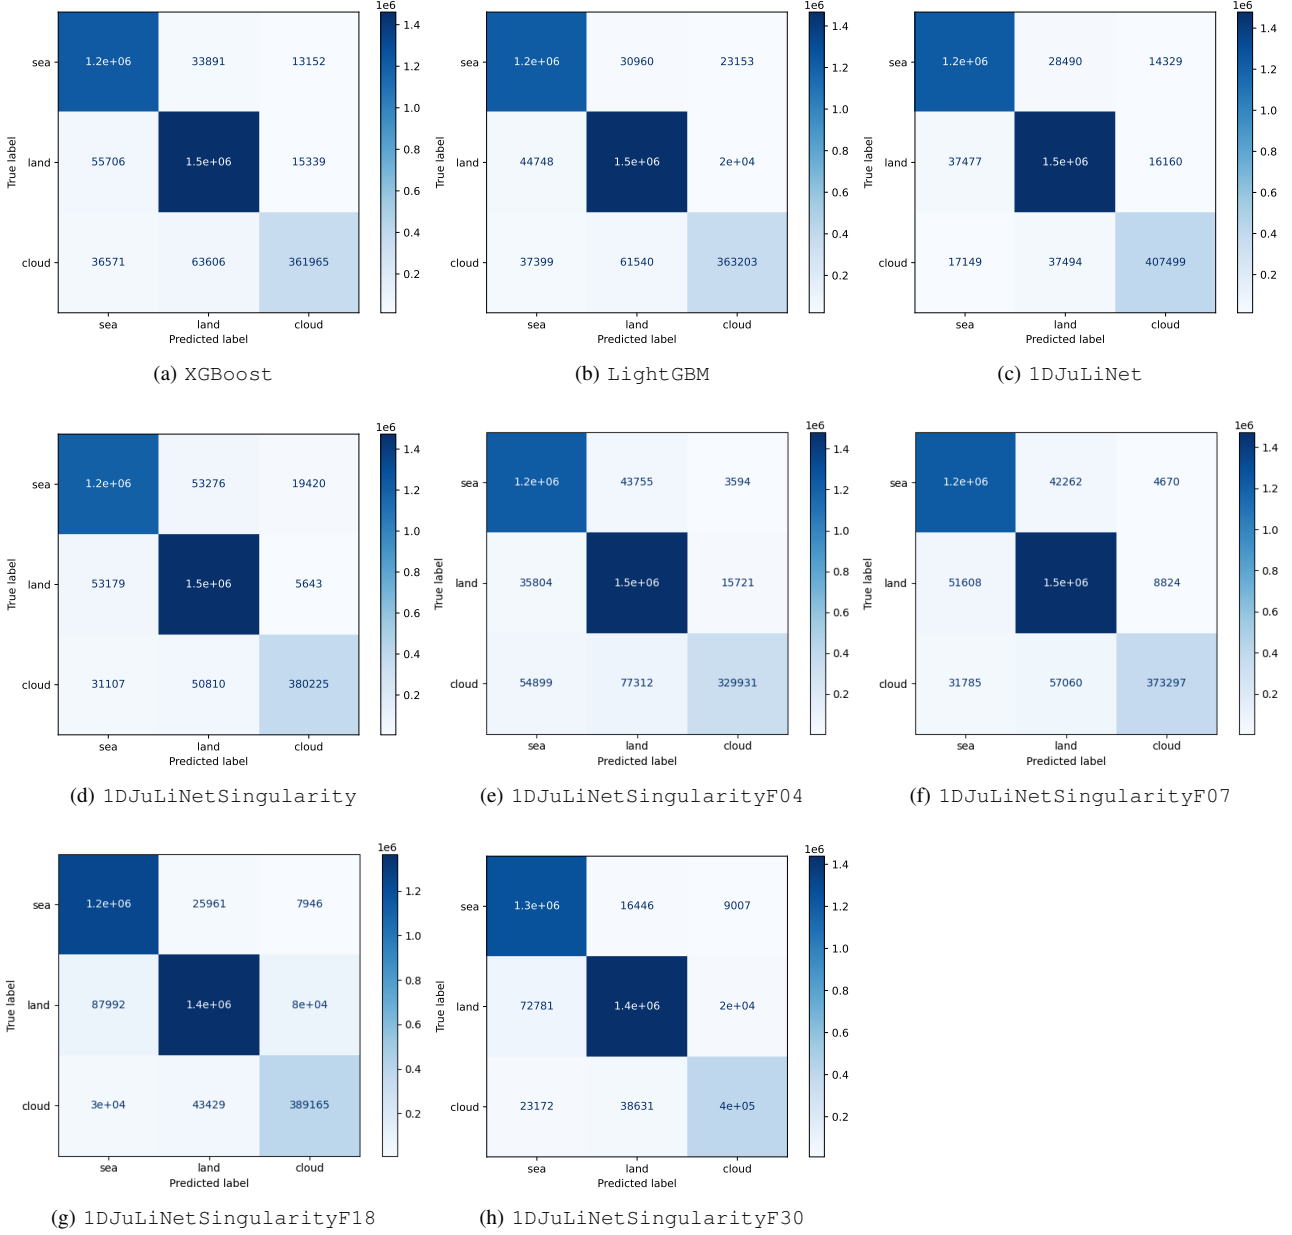 1e6
sea 1.2e+06 33891 13152
land 55706 1.5e+06 15339
cloud 36571 63606 361965
True label
sea land cloud
Predicted label
1.4
1.2
1.0
0.8
0.6
0.4
0.2
(a) XGBoost
1e6
sea 1.2e+06 30960 23153
land 44748 1.5e+06 2e+04
cloud 37399 61540 363203
True label
sea land cloud
Predicted label
1.4
1.2
1.0
0.8
0.6
0.4
0.2
(b) LightGBM
1e6
sea 1.2e+06 28490 14329
land 37477 1.5e+06 16160
cloud 17149 37494 407499
True label
sea land cloud
Predicted label
1.4
1.2
1.0
0.8
0.6
0.4
0.2
(c) 1DJuLiNet
1e6
sea 1.2e+06 53276 19420
land 53179 1.5e+06 5643
cloud 31107 50810 380225
True label
sea land cloud
Predicted label
1.4
1.2
1.0
0.8
0.6
0.4
0.2
(d) 1DJuLiNetSingularity
1e6
sea 1.2e+06 43755 3594
land 35804 1.5e+06 15721
cloud 54899 77312 329931
True label
sea land cloud
Predicted label
1.4
1.2
1.0
0.8
0.6
0.4
0.2
(e) 1DJuLiNetSingularityF04
1e6
sea 1.2e+06 42262 4670
land 51608 1.5e+06 8824
cloud 31785 57060 373297
True label
sea land cloud
Predicted label
1.4
1.2
1.0
0.8
0.6
0.4
0.2
(f) 1DJuLiNetSingularityF07
1e6
sea 1.2e+06 25961 7946
land 87992 1.4e+06 8e+04
cloud 3e+04 43429 389165
True label
sea land cloud
Predicted label
1.2
1.0
0.8
0.6
0.4
0.2
(g) 1DJuLiNetSingularityF18
1e6
sea 1.3e+06 16446 9007
land 72781 1.4e+06 2e+04
cloud 23172 38631 4e+05
True label
sea land cloud
Predicted label
1.4
1.2
1.0
0.8
0.6
0.4
0.2
(h) 1DJuLiNetSingularityF30